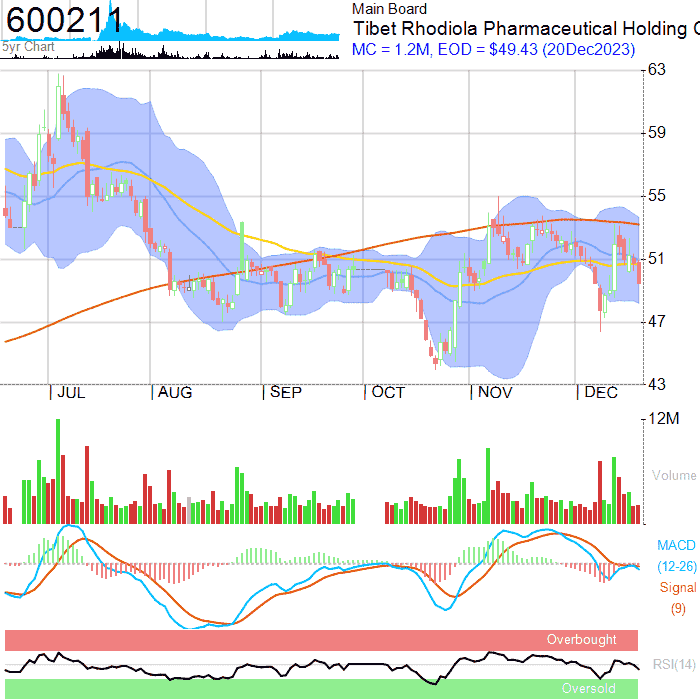 600211
5yr Chart
Main Board
Tibet Rhodiola Pharmaceutical Holding C
MC = 1.2M, EOD = $49.43 (20Dec2023)
63
59
55
51
47
43
JUL AUG SEP OCT NOV DEC
12M
Volume
MACD
(12-26)
Signal
(9)
Overbought
RSI(14)
Oversold